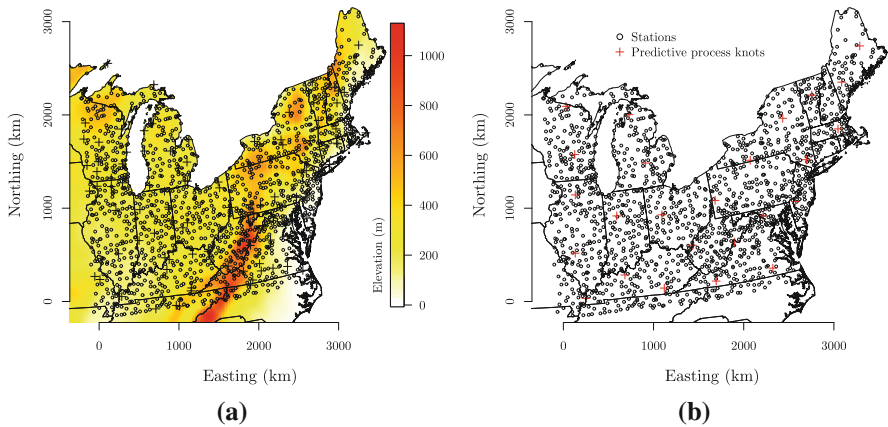 3000
2000
1000
0
Northing (km)
0
1000
2000
3000
Easting (km)
1000
800
600
400
200
0
Elevation (m)
(a)
Stations
Predictive process knots
3000
2000
1000
0
Northing (km)
0
1000
2000
3000
Easting (km)
(b)